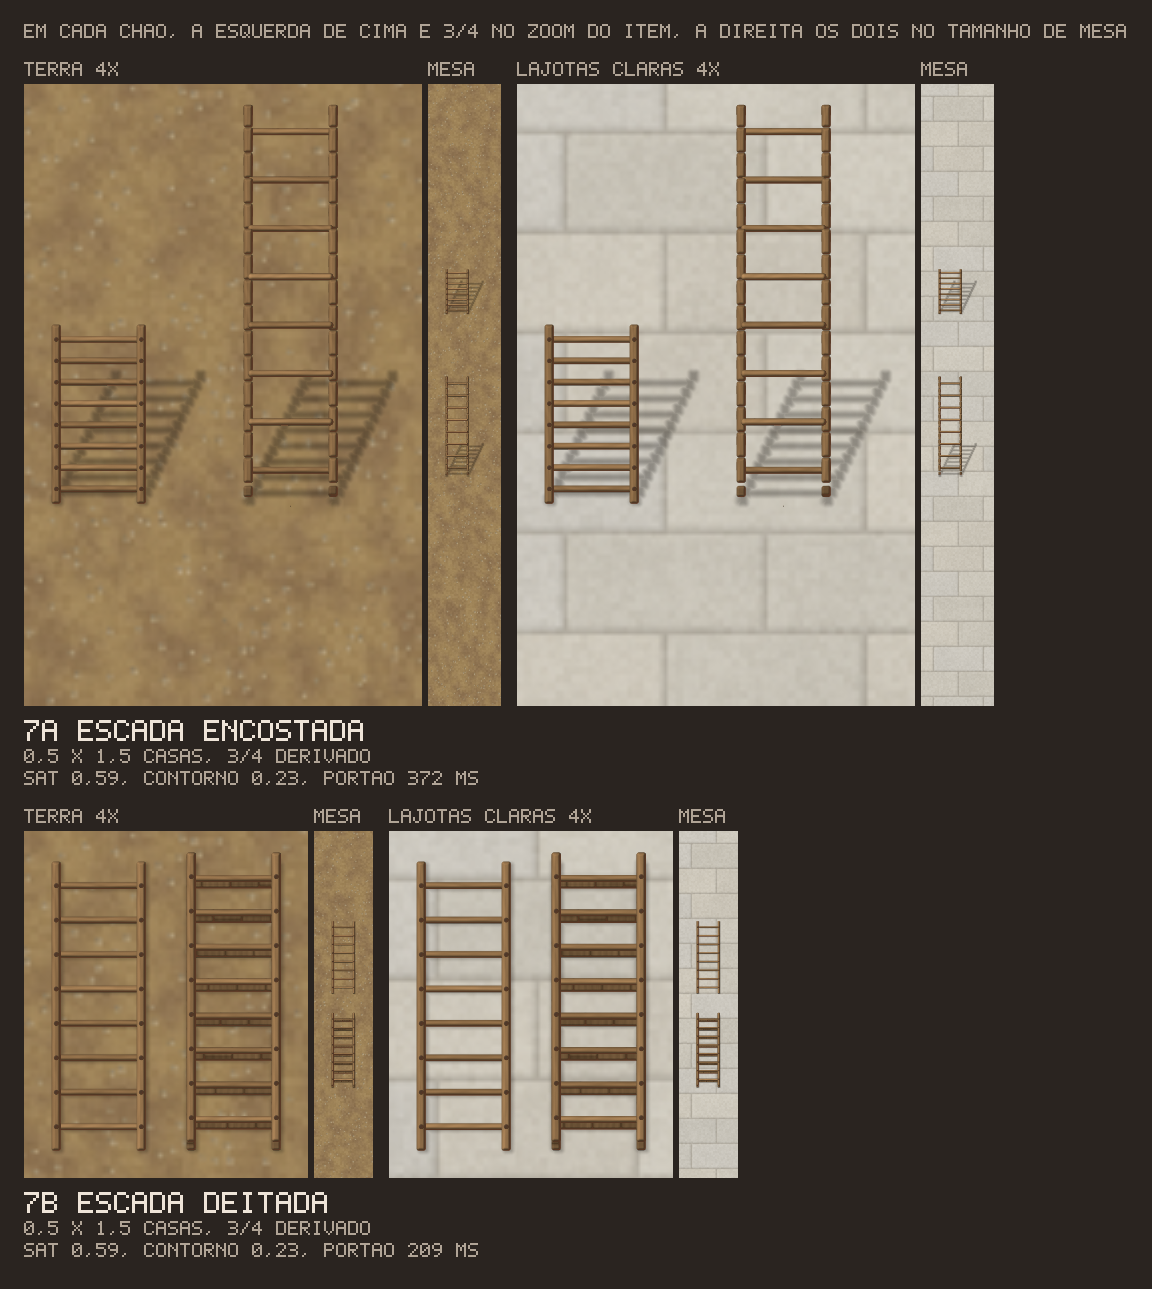 EM CADA CHAO, A ESQUERDA DE CIMA E 3/4 NO ZOOM DO ITEM, A DIREITA OS DOIS NO TAMANHO DE MESA
TERRA 4X MESA LAJOTAS CLARAS 4X MESA
7A ESCADA ENCOSTADA
0,5 X 1,5 CASAS, 3/4 DERIVADO
SAT 0,59, CONTORNO 0,23, PORTAO 372 MS
TERRA 4X MESA LAJOTAS CLARAS 4X MESA
7B ESCADA DEITADA
0,5 X 1,5 CASAS, 3/4 DERIVADO
SAT 0,59, CONTORNO 0,23, PORTAO 209 MS